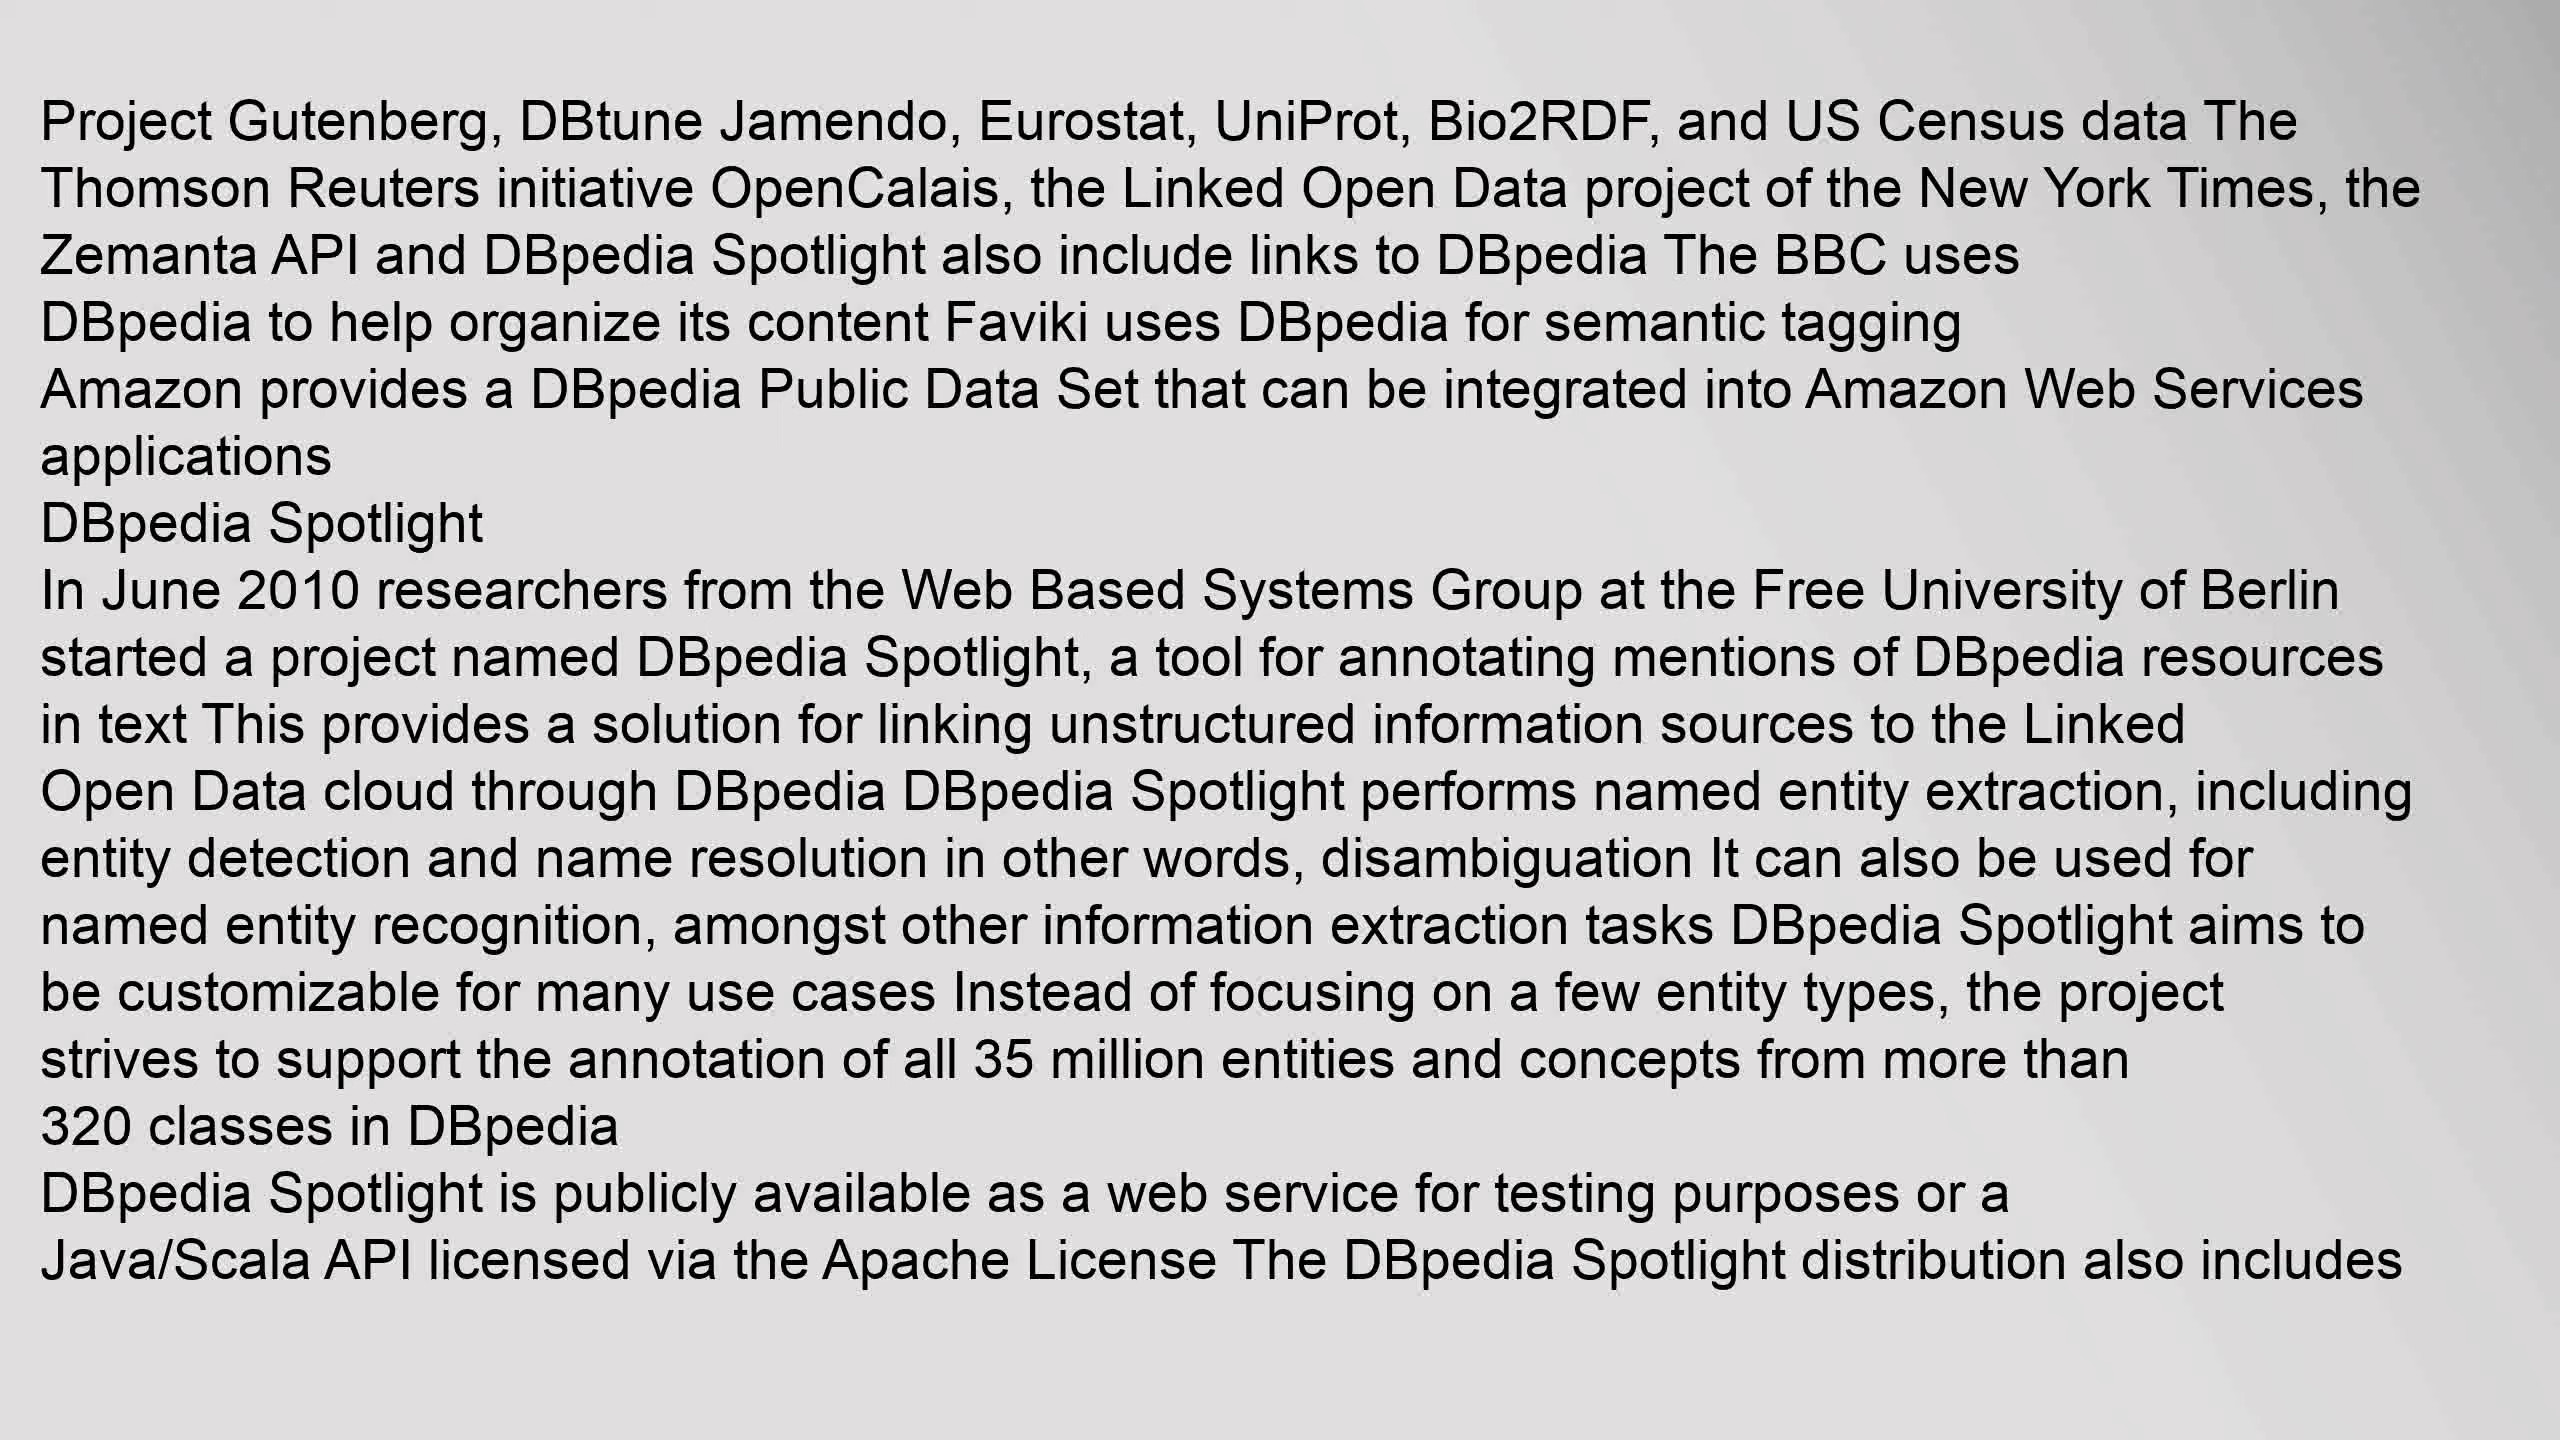 Project Gutenberg, DBtune Jamendo, Eurostat, UniProt, Bio2RDF, and US Census data The
Thomson Reuters initiative OpenCalais, the Linked Open Data project of the New York Times, the
Zemanta API and DBpedia Spotlight also include links to DBpedia The BBC uses
DBpedia to help organize its content Faviki uses DBpedia for semantic tagging
Amazon provides a DBpedia Public Data Set that can be integrated into Amazon Web Services
applications
DBpedia Spotlight
In June 2010 researchers from the Web Based Systems Group at the Free University of Berlin
started a project named DBpedia Spotlight, a tool for annotating mentions of DBpedia resources
in text This provides a solution for linking unstructured information sources to the Linked
Open Data cloud through DBpedia DBpedia Spotlight performs named entity extraction, including
entity detection and name resolution in other words, disambiguation It can also be used for
named entity recognition, amongst other information extraction tasks DBpedia Spotlight aims to
be customizable for many use cases Instead of focusing on a few entity types, the project
strives to support the annotation of all 35 million entities and concepts from more than
320 classes in DBpedia
DBpedia Spotlight is publicly available as a web service for testing purposes or a
Java/Scala API licensed via the Apache License The DBpedia Spotlight distribution also includes